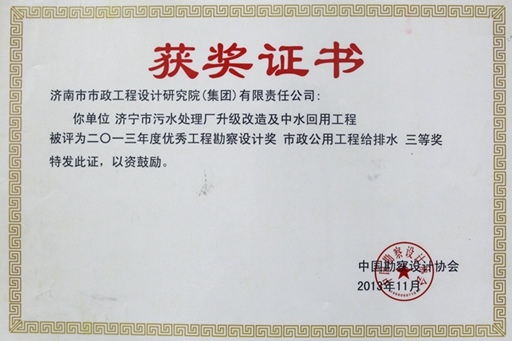 获奖证书
济南市市政工程设计研究院(集团)有限责任公司:
你单位 济宁市污水处理厂升级改造及中水回用工程
被评为二〇一三年度优秀工程勘察设计奖 市政公用工程给排水 三等奖
特发此证，以资鼓励。
中国勘察设计协会
2013年11月